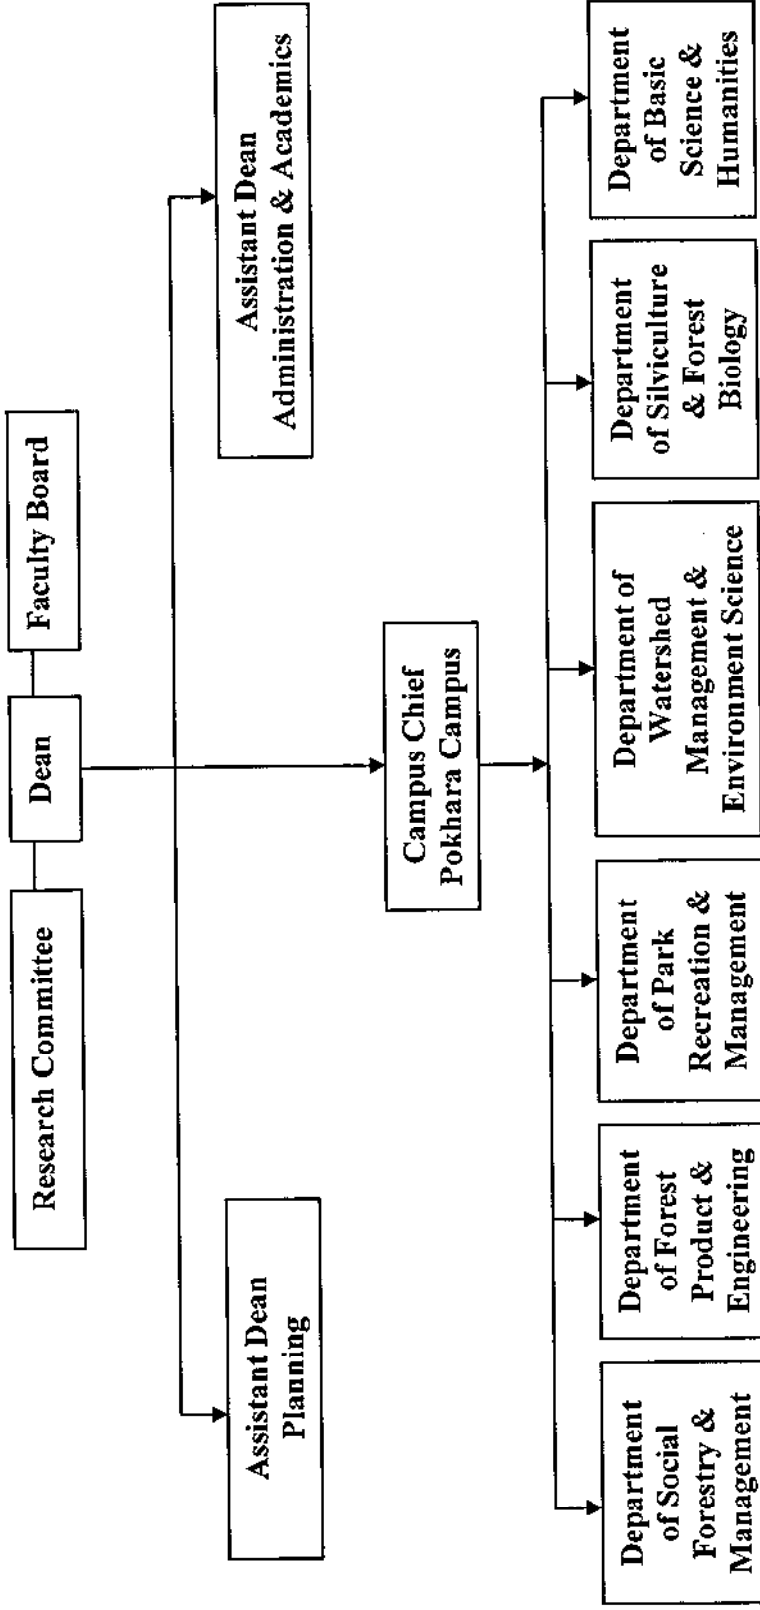 Research Committee
Dean
Faculty Board
Assistant Dean
Planning
Assistant Dean
Administration & Academics
Campus Chief
Pokhara Campus
Department
of Social
Forestry &
Management
Department
of Forest
Product &
Engineering
Department
of Park
Recreation &
Management
Department of
Watershed
Management &
Environment Science
Department
of Silviculture
& Forest
Biology
Department
of Basic
Science &
Humanities